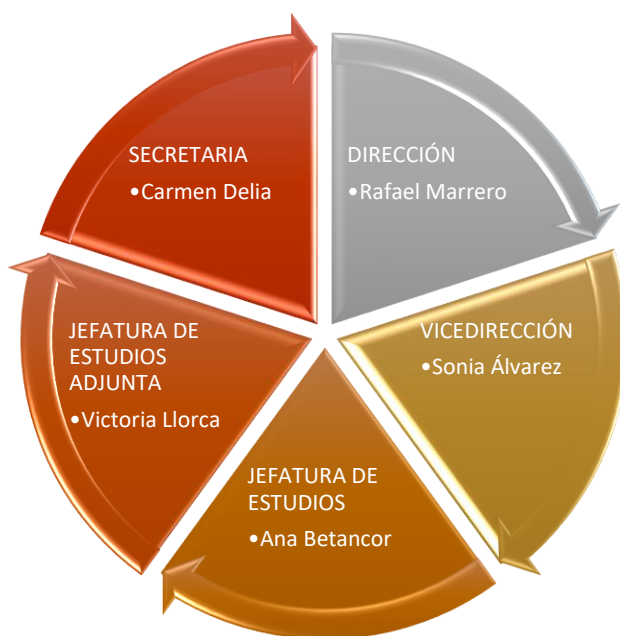 DIRECCIÓN
•Rafael Marrero
VICEDIRECCIÓN
•Sonia Álvarez
JEFATURA DE
ESTUDIOS
•Ana Betancor
JEFATURA DE
ESTUDIOS
ADJUNTA
•Victoria Llorca
SECRETARIA
•Carmen Delia